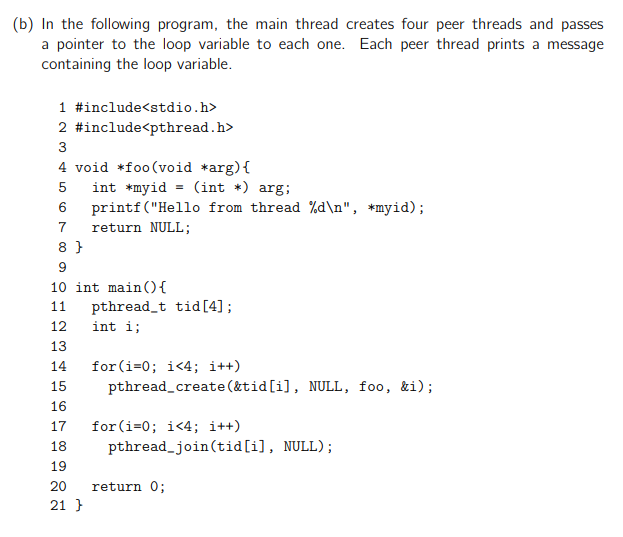 (b) In the following program, the main thread creates four peer threads and passes
a pointer to the loop variable to each one. Each peer thread prints a message
containing the loop variable.
1 #include<stdio.h>
2 #include<pthread.h>
3
4 void *foo(void *arg){
5   int *myid = (int *) arg;
6   printf("Hello from thread %d\n", *myid);
7   return NULL;
8 }
9
10 int main(){
11   pthread_t tid[4];
12   int i;
13
14   for(i=0; i<4; i++)
15     pthread_create(&tid[i], NULL, foo, &i);
16
17   for(i=0; i<4; i++)
18     pthread_join(tid[i], NULL);
19
20   return 0;
21 }